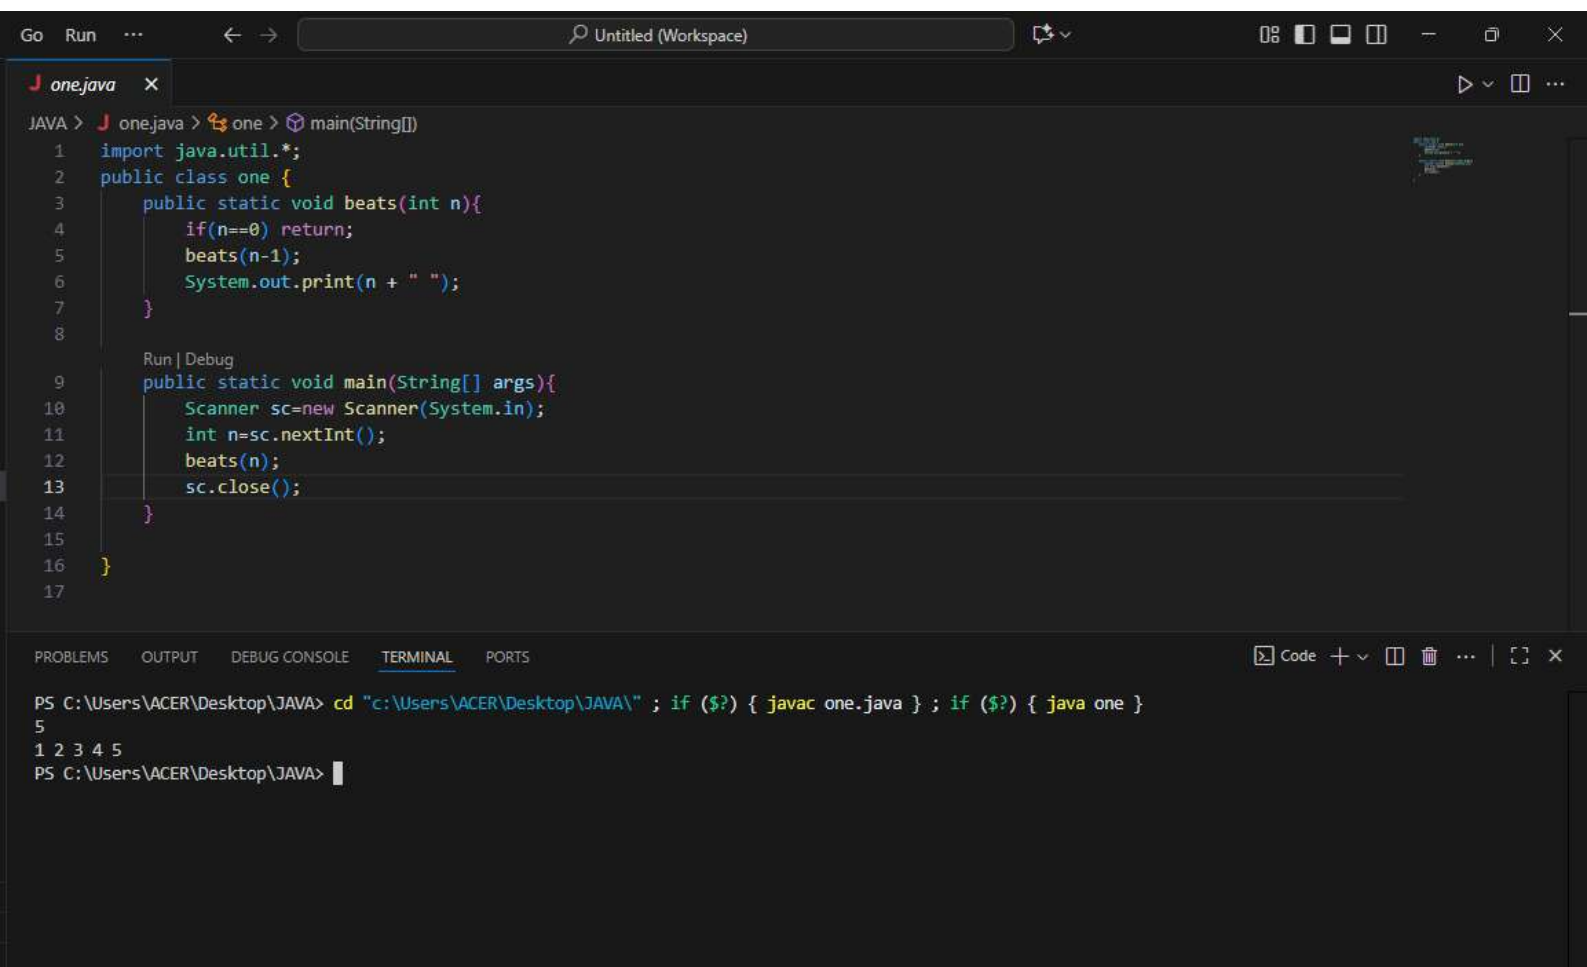 Go Run ··· ← → Untitled (Workspace)
J one.java ×
JAVA > J one.java > one > main(String[])
1 import java.util.*;
2 public class one {
3 public static void beats(int n){
4 if(n==0) return;
5 beats(n-1);
6 System.out.print(n + " ");
7 }
8
Run | Debug
9 public static void main(String[] args){
10 Scanner sc=new Scanner(System.in);
11 int n=sc.nextInt();
12 beats(n);
13 sc.close();
14 }
15
16 }
17
PROBLEMS OUTPUT DEBUG CONSOLE TERMINAL PORTS Code
PS C:\Users\ACER\Desktop\JAVA> cd "c:\Users\ACER\Desktop\JAVA\" ; if ($?) { javac one.java } ; if ($?) { java one }
5
1 2 3 4 5
PS C:\Users\ACER\Desktop\JAVA>